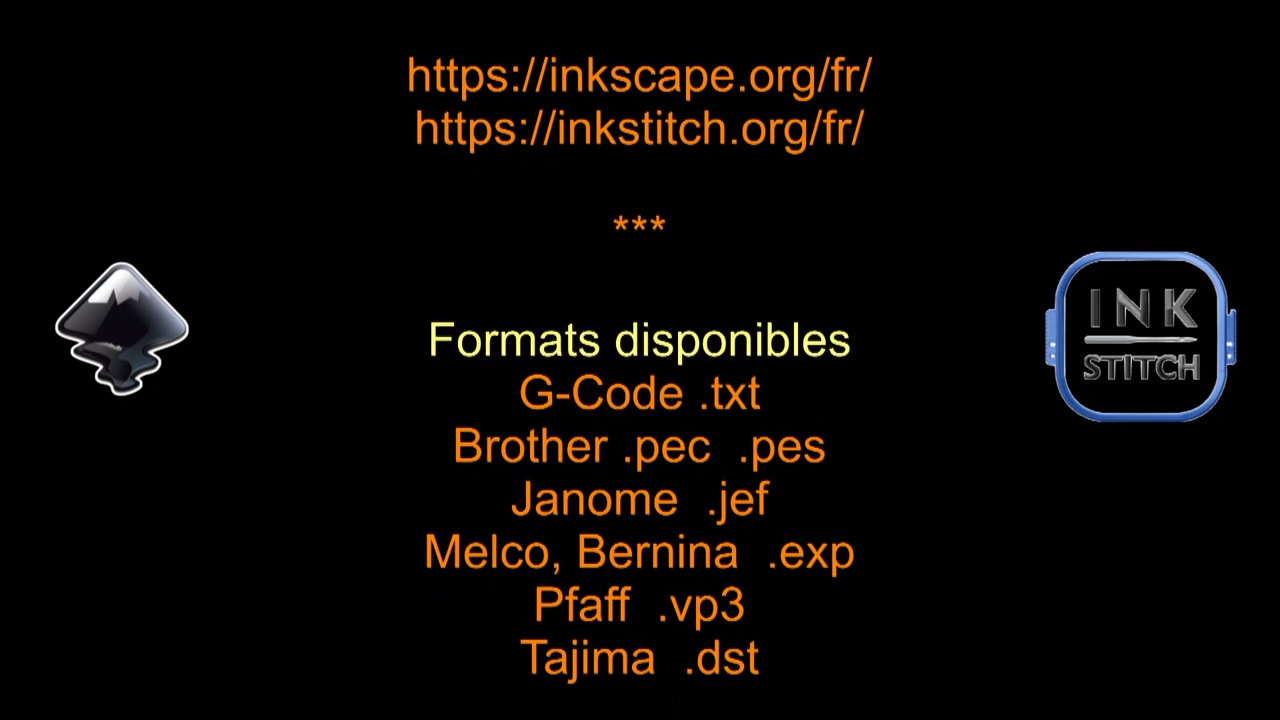 https://inkscape.org/fr/
https://inkstitch.org/fr/
***
INK
STITCH
Formats disponibles
G-Code .txt
Brother .pec  .pes
Janome  .jef
Melco, Bernina  .exp
Pfaff  .vp3
Tajima  .dst